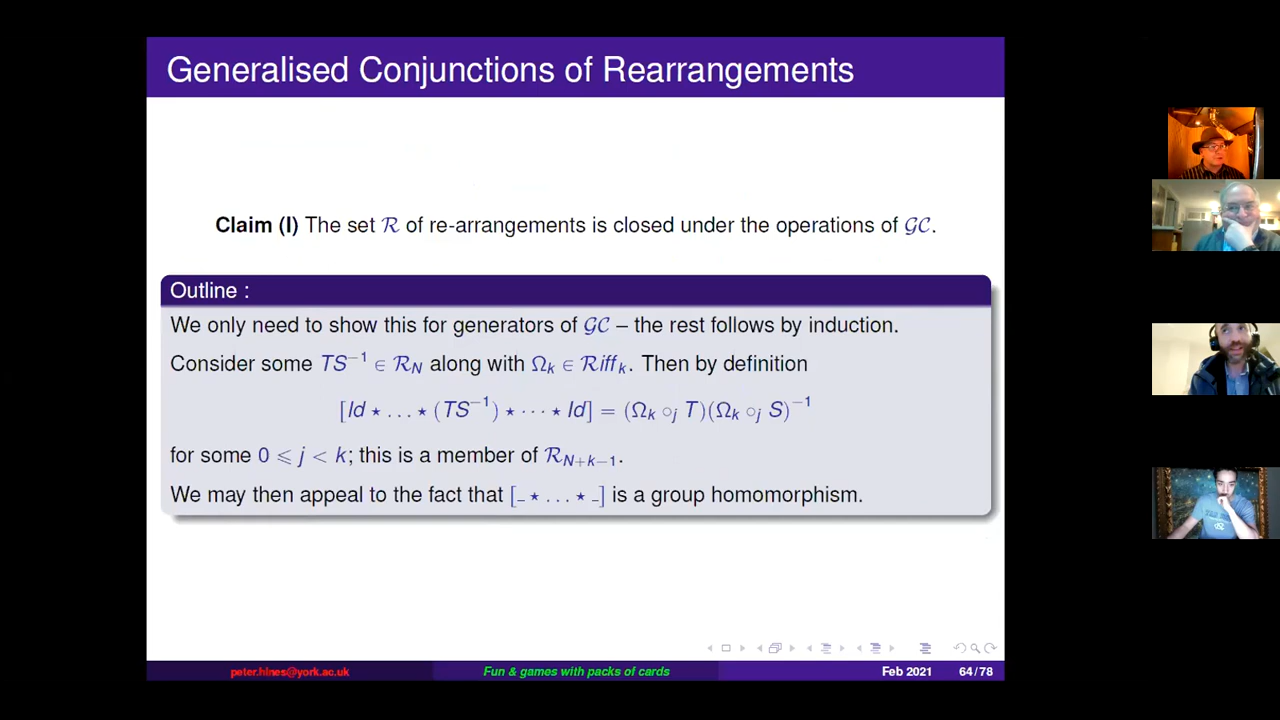 Generalised Conjunctions of Rearrangements
Claim (I) The set ℛ of re-arrangements is closed under the operations of 𝒢𝒞.
Outline :
We only need to show this for generators of 𝒢𝒞 – the rest follows by induction.
Consider some TS⁻¹ ∈ ℛ_N along with Ω_k ∈ ℛiff_k. Then by definition
[Id ⋆ … ⋆ (TS⁻¹) ⋆ ⋯ ⋆ Id] = (Ω_k ∘_j T)(Ω_k ∘_j S)⁻¹
for some 0 ⩽ j < k; this is a member of ℛ_{N+k−1}.
We may then appeal to the fact that [_ ⋆ … ⋆ _] is a group homomorphism.
peter.hines@york.ac.uk Fun & games with packs of cards Feb 2021 64 / 78